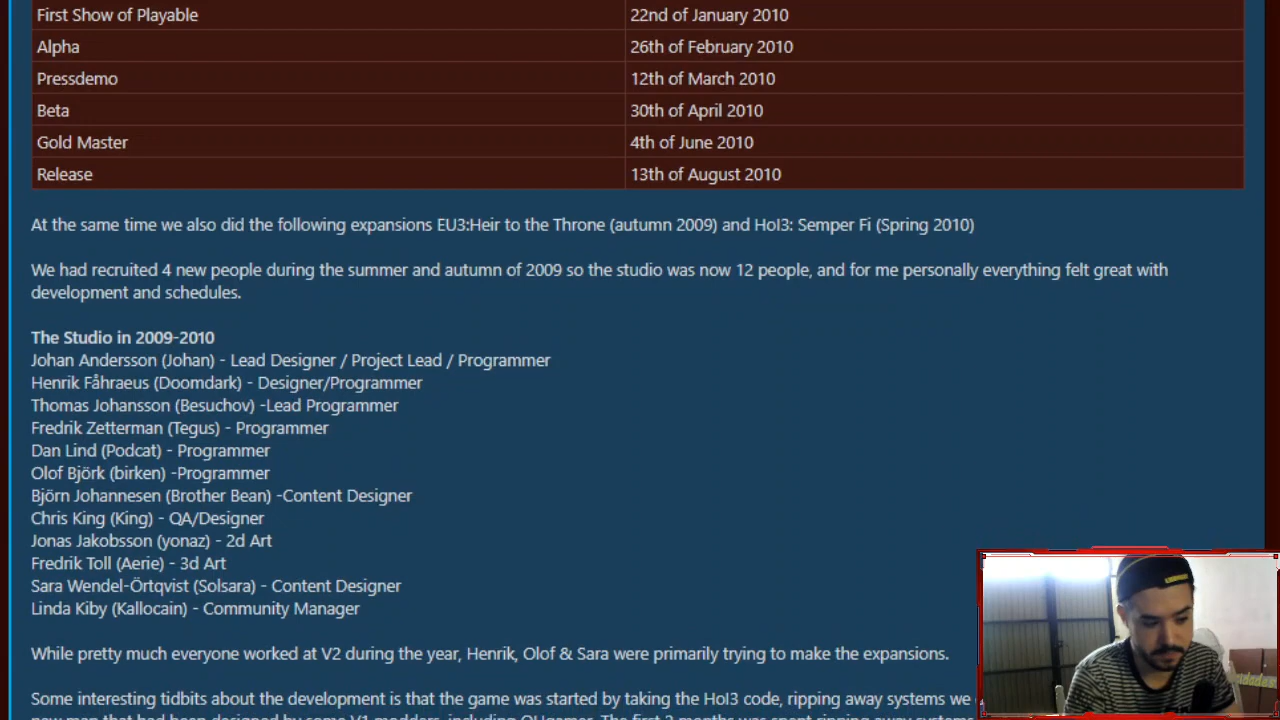 First Show of Playable 22nd of January 2010
Alpha 26th of February 2010
Pressdemo 12th of March 2010
Beta 30th of April 2010
Gold Master 4th of June 2010
Release 13th of August 2010
At the same time we also did the following expansions EU3:Heir to the Throne (autumn 2009) and HoI3: Semper Fi (Spring 2010)
We had recruited 4 new people during the summer and autumn of 2009 so the studio was now 12 people, and for me personally everything felt great with
development and schedules.
The Studio in 2009-2010
Johan Andersson (Johan) - Lead Designer / Project Lead / Programmer
Henrik Fåhraeus (Doomdark) - Designer/Programmer
Thomas Johansson (Besuchov) -Lead Programmer
Fredrik Zetterman (Tegus) - Programmer
Dan Lind (Podcat) - Programmer
Olof Björk (birken) -Programmer
Björn Johannesen (Brother Bean) -Content Designer
Chris King (King) - QA/Designer
Jonas Jakobsson (yonaz) - 2d Art
Fredrik Toll (Aerie) - 3d Art
Sara Wendel-Örtqvist (Solsara) - Content Designer
Linda Kiby (Kallocain) - Community Manager
While pretty much everyone worked at V2 during the year, Henrik, Olof & Sara were primarily trying to make the expansions.
Some interesting tidbits about the development is that the game was started by taking the HoI3 code, ripping away systems we